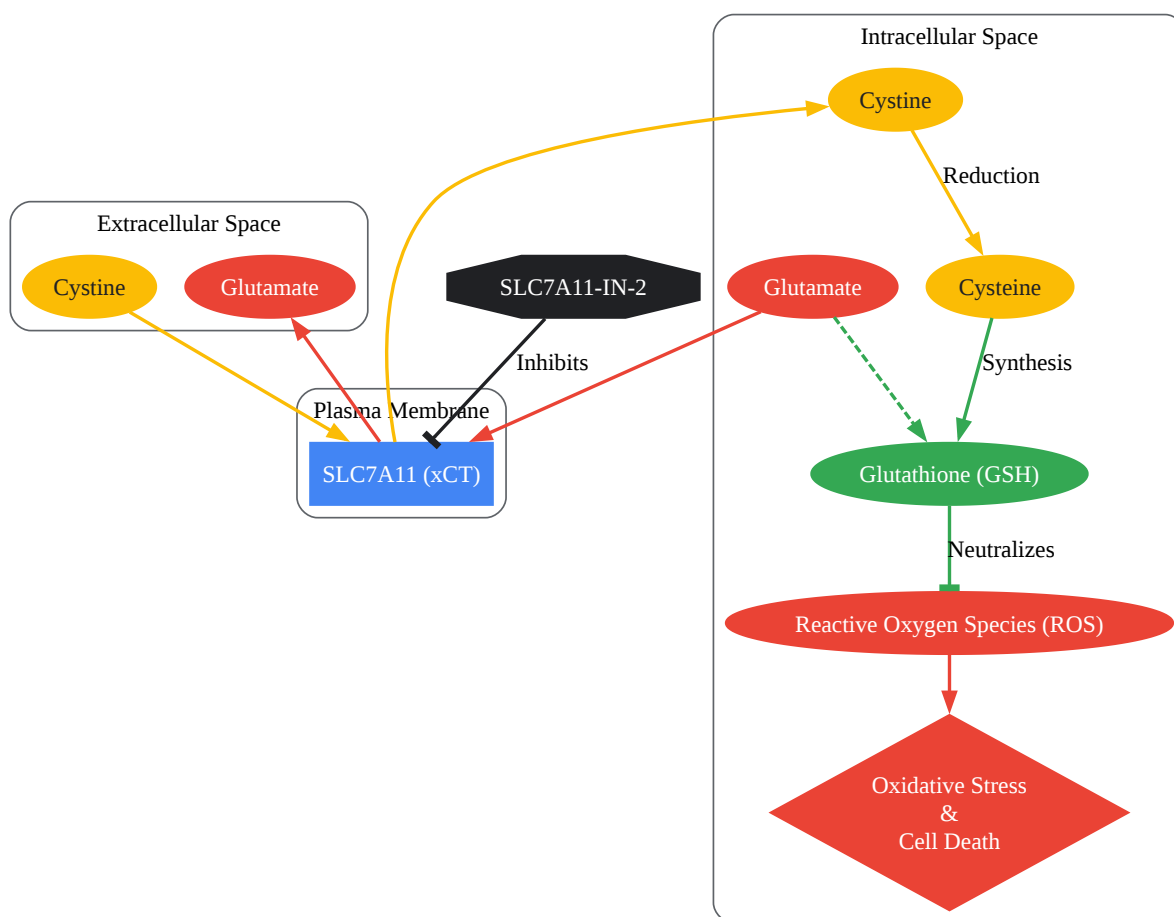 Intracellular Space
Cystine
Reduction
Extracellular Space
Cystine
Glutamate
SLC7A11-IN-2
Glutamate
Cysteine
Inhibits
Synthesis
Plasma Membrane
SLC7A11 (xCT)
Glutathione (GSH)
Neutralizes
Reactive Oxygen Species (ROS)
Oxidative Stress
&
Cell Death